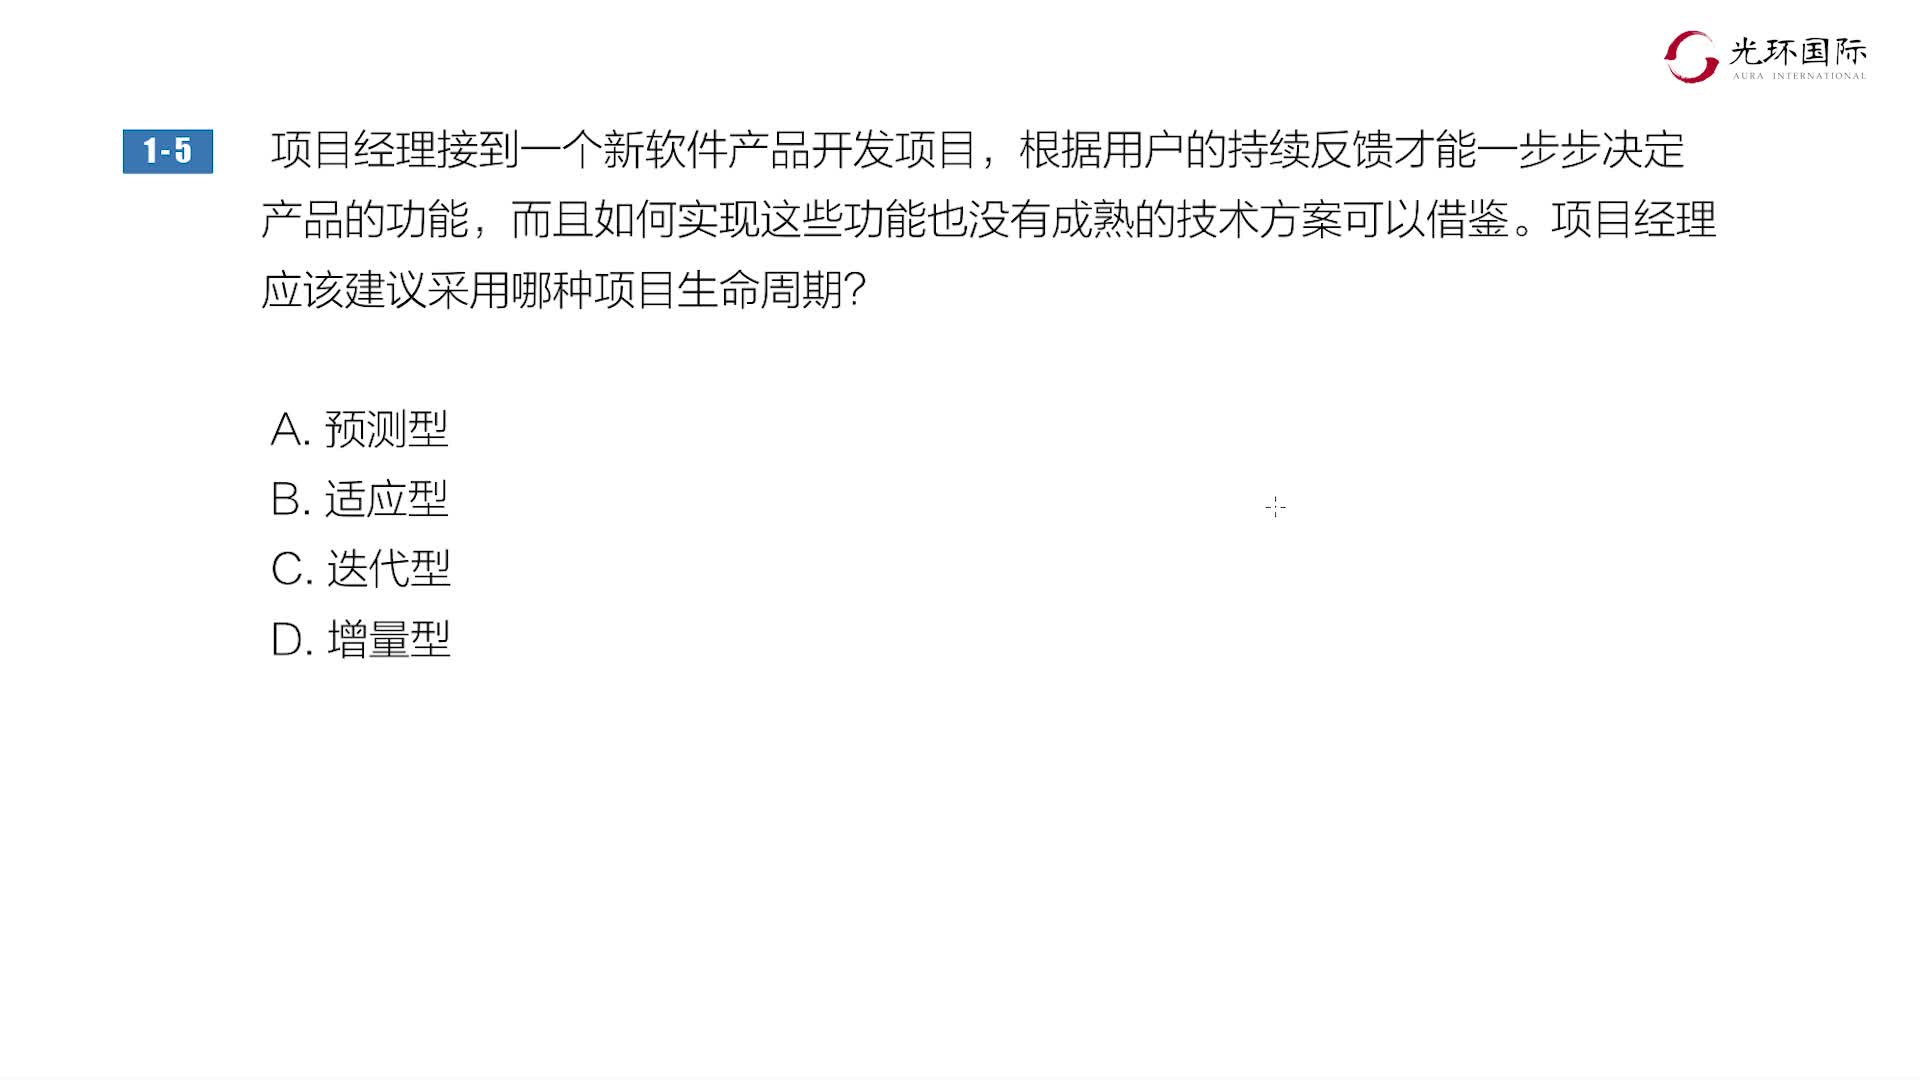 光环国际
AURA INTERNATIONAL
1-5 项目经理接到一个新软件产品开发项目，根据用户的持续反馈才能一步步决定
产品的功能，而且如何实现这些功能也没有成熟的技术方案可以借鉴。项目经理
应该建议采用哪种项目生命周期？
A. 预测型
B. 适应型
C. 迭代型
D. 增量型